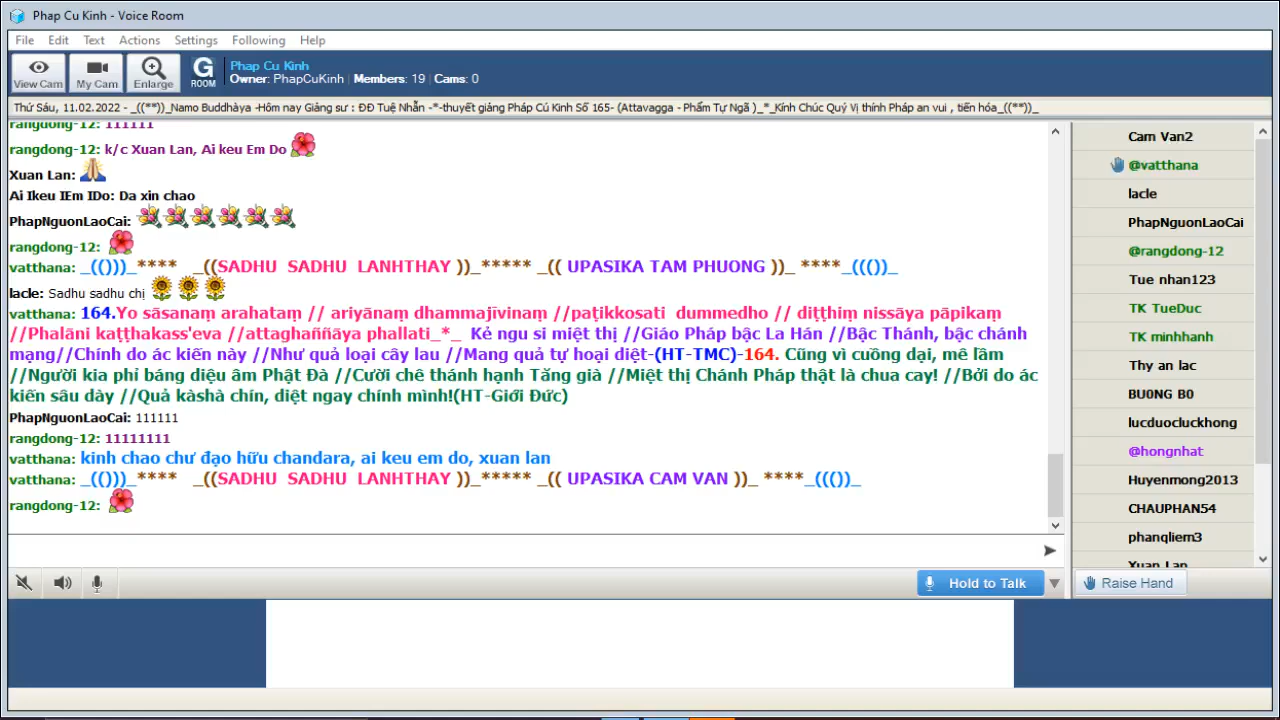 Phap Cu Kinh - Voice Room
File Edit Text Actions Settings Following Help
View Cam My Cam Enlarge G ROOM
Phap Cu Kinh
Owner: PhapCuKinh Members: 19 Cams: 0
Thứ Sáu, 11.02.2022 - _((**))_Namo Buddhàya -Hôm nay Giảng sư : ĐĐ Tuệ Nhẫn -*-thuyết giảng Pháp Cú Kinh Số 165- (Attavagga - Phẩm Tự Ngã )_*_Kính Chúc Quý Vị thính Pháp an vui , tiến hóa_((**))_
rangdong-12: 111111
rangdong-12: k/c Xuan Lan, Ai keu Em Do
Xuan Lan:
Ai Ikeu IEm IDo: Da xin chao
PhapNguonLaoCai:
rangdong-12:
vatthana: _(()))_**** _((SADHU SADHU LANHTHAY ))_***** _(( UPASIKA TAM PHUONG ))_ ****_((())_
lacle: Sadhu sadhu chị
vatthana: 164.Yo sāsanaṃ arahataṃ // ariyānaṃ dhammajīvinaṃ //paṭikkosati dummedho // diṭṭhiṃ nissāya pāpikaṃ
//Phalāni kaṭṭhakass'eva //attaghaññāya phallati_*_ Kẻ ngu si miệt thị //Giáo Pháp bậc La Hán //Bậc Thánh, bậc chánh
mạng//Chính do ác kiến này //Như quả loại cây lau //Mang quả tự hoại diệt-(HT-TMC)-164. Cũng vì cuồng dại, mê lầm
//Người kia phỉ báng diệu âm Phật Đà //Cười chê thánh hạnh Tăng già //Miệt thị Chánh Pháp thật là chua cay! //Bởi do ác
kiến sâu dày //Quả kàshà chín, diệt ngay chính mình!(HT-Giới Đức)
PhapNguonLaoCai: 111111
rangdong-12: 11111111
vatthana: kinh chao chư đạo hữu chandara, ai keu em do, xuan lan
vatthana: _(()))_**** _((SADHU SADHU LANHTHAY ))_***** _(( UPASIKA CAM VAN ))_ ****_((())_
rangdong-12:
Hold to Talk
Cam Van2
@vatthana
lacle
PhapNguonLaoCai
@rangdong-12
Tue nhan123
TK TueDuc
TK minhhanh
Thy an lac
BU0NG B0
lucduocluckhong
@hongnhat
Huyenmong2013
CHAUPHAN54
phanqliem3
Xuan Lan
Raise Hand